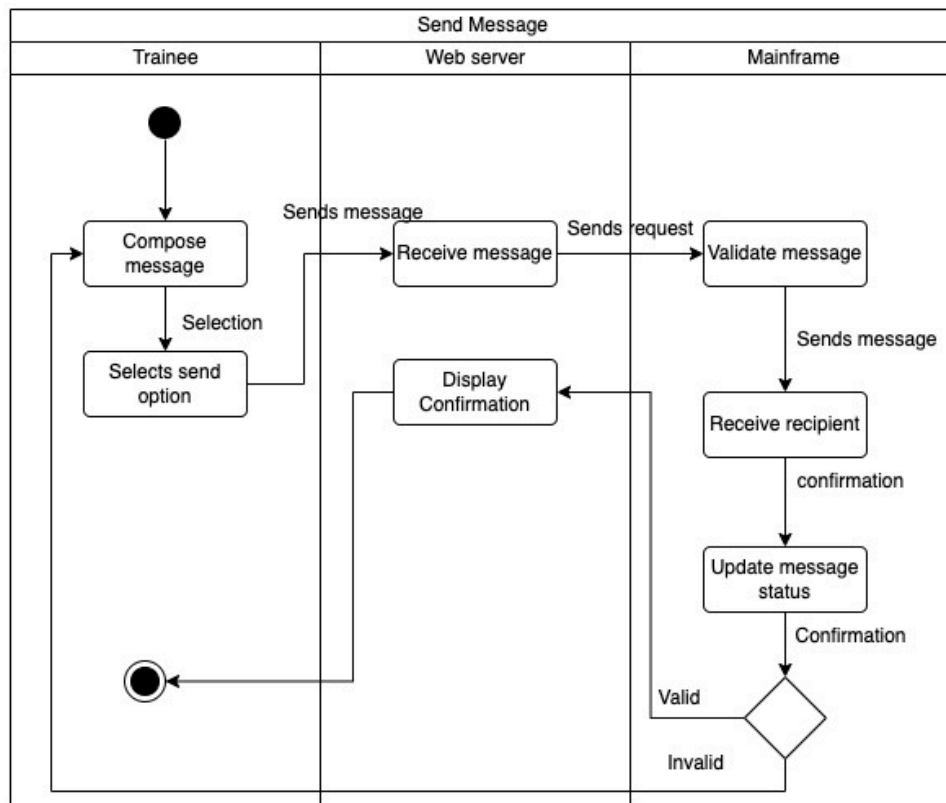 Send Message
Trainee
Web server
Mainframe
Sends message
Sends request
Compose
message
Receive message
Validate message
Selection
Sends message
Selects send
option
Display
Confirmation
Receive recipient
confirmation
Update message
status
Confirmation
Valid
Invalid